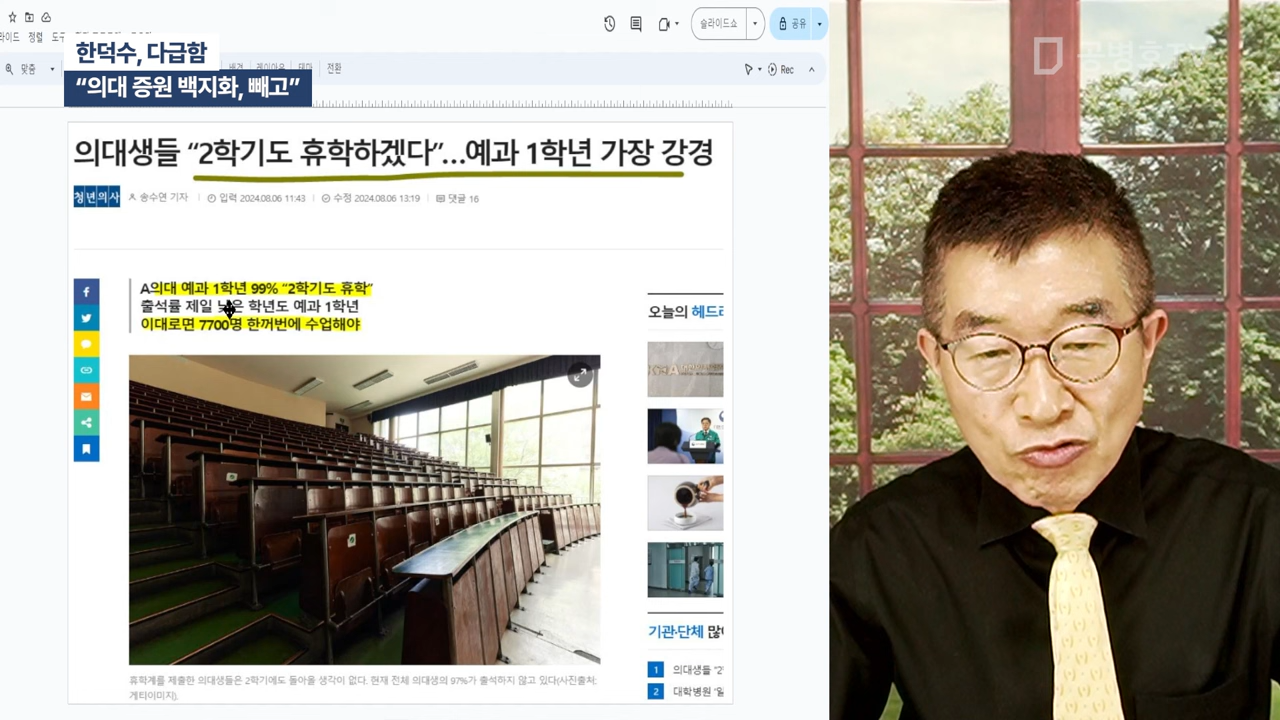 한덕수, 다급함
“의대 증원 백지화, 빼고”
슬라이드쇼
공유
맞춤
전환
Rec
의대생들 “2학기도 휴학하겠다”…예과 1학년 가장 강경
청년의사
송수연 기자
입력 2024.08.06 11:43
수정 2024.08.06 13:19
댓글 16
A의대 예과 1학년 99% “2학기도 휴학”
출석률 제일 낮은 학년도 예과 1학년
이대로면 7700명 한꺼번에 수업해야
휴학계를 제출한 의대생들은 2학기에도 돌아올 생각이 없다. 현재 전체 의대생의 97%가 출석하지 않고 있다(사진출처:
게티이미지).
오늘의 헤드
기관·단체 많
1 의대생들 “2
2 대학병원 ‘일
공병호